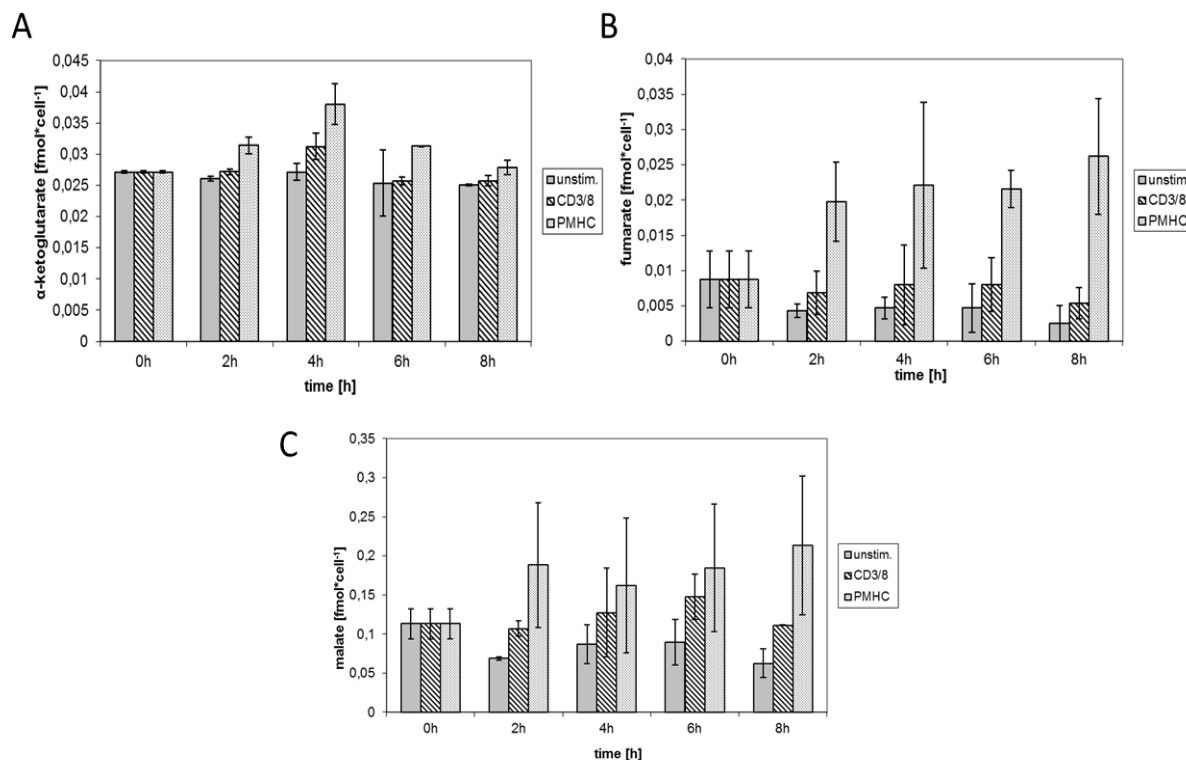 A
0,045
0,04
0,035
0,03
0,025
0,02
0,015
0,01
0,005
0
α-ketoglutarate [fmol*cell⁻¹]
0h 2h 4h 6h 8h
time [h]
unstim.
CD3/8
PMHC
B
0,04
0,035
0,03
0,025
0,02
0,015
0,01
0,005
0
fumarate [fmol*cell⁻¹]
0h 2h 4h 6h 8h
time [h]
unstim.
CD3/8
PMHC
C
0,35
0,3
0,25
0,2
0,15
0,1
0,05
0
malate [fmol*cell⁻¹]
0h 2h 4h 6h 8h
time [h]
unstim.
CD3/8
PMHC